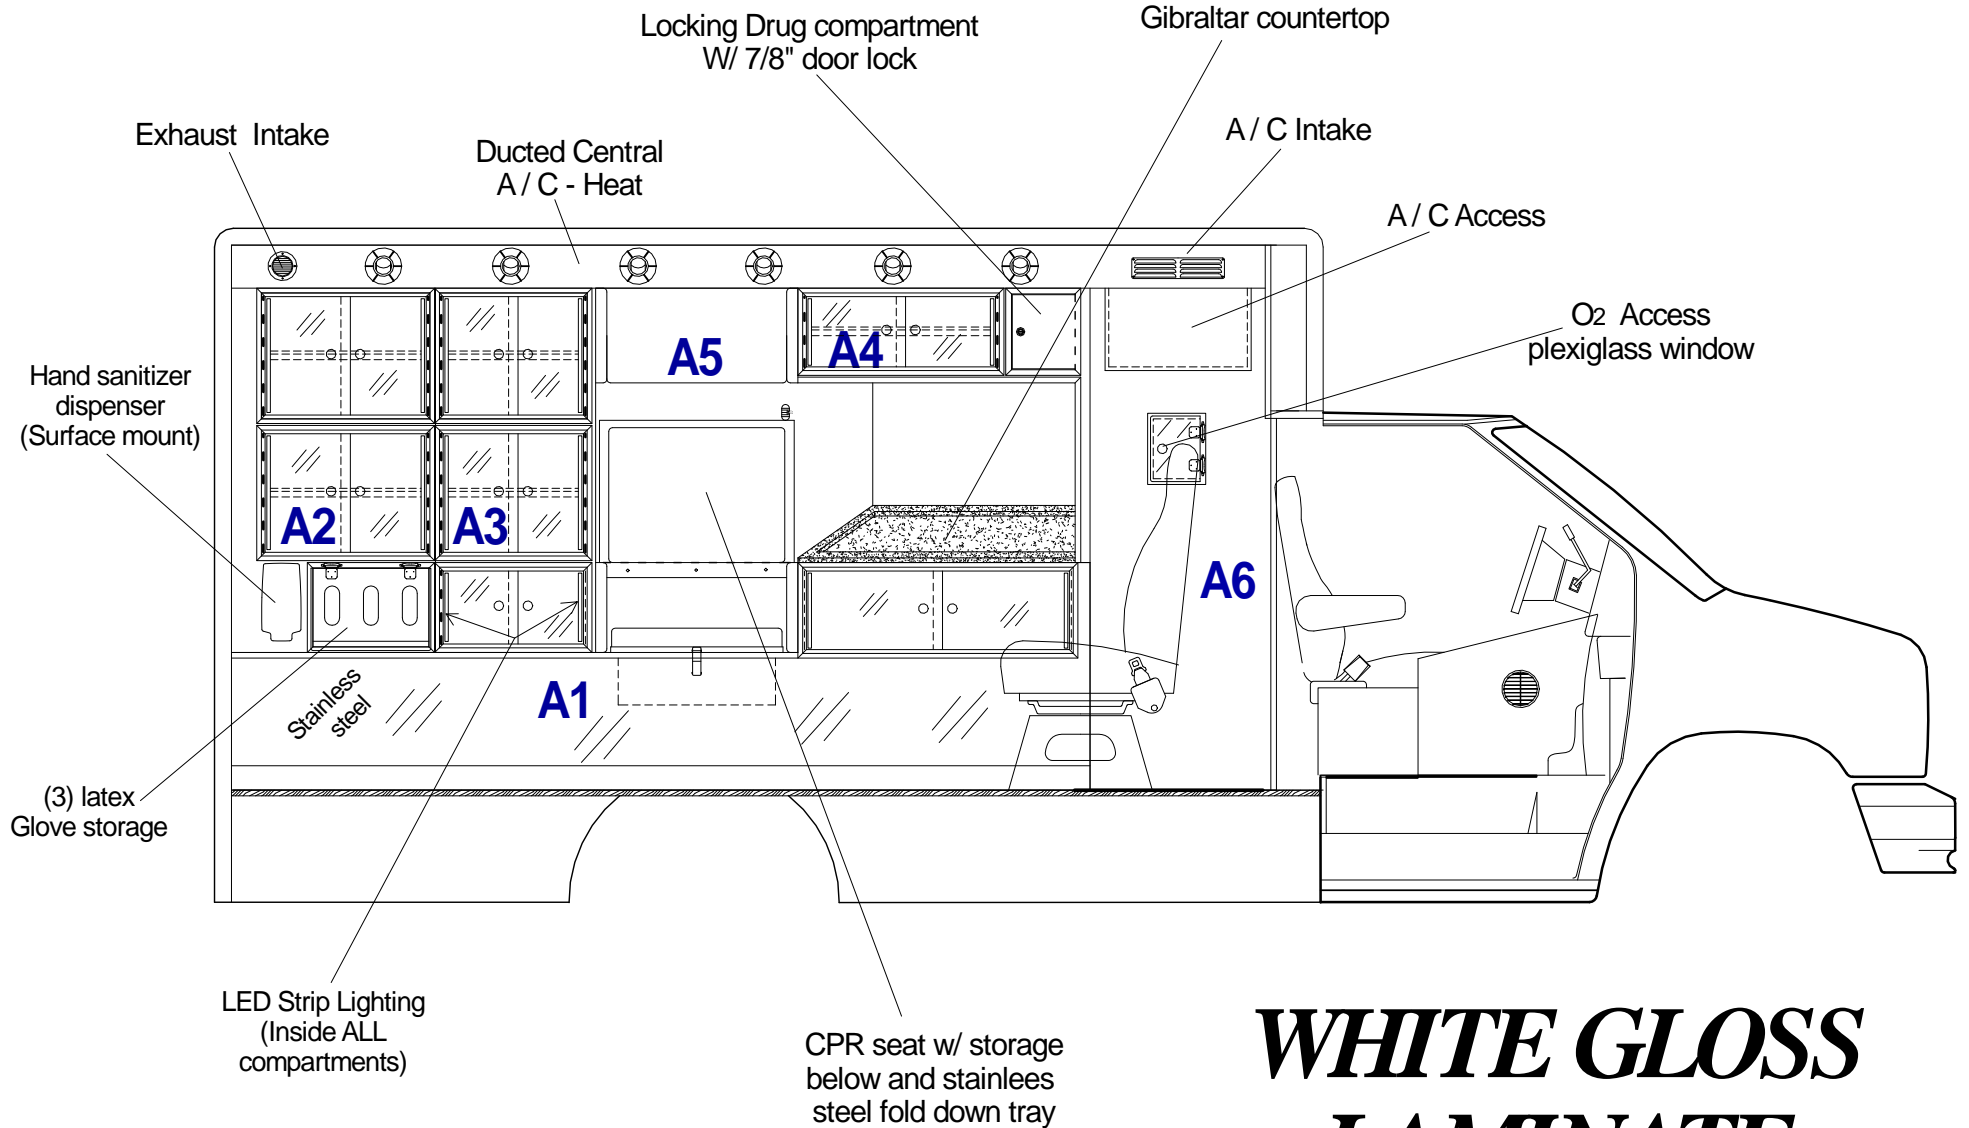 Locking Drug compartment
W/ 7/8" door lock
Gibraltar countertop
Exhaust Intake
Ducted Central
A / C - Heat
A / C Intake
A / C Access
O2 Access
plexiglass window
Hand sanitizer
dispenser
(Surface mount)
A5
A4
A2
A3
A6
A1
Stainless
steel
(3) latex
Glove storage
LED Strip Lighting
(Inside ALL
compartments)
CPR seat w/ storage
below and stainlees
steel fold down tray
WHITE GLOSS
LAMINATE